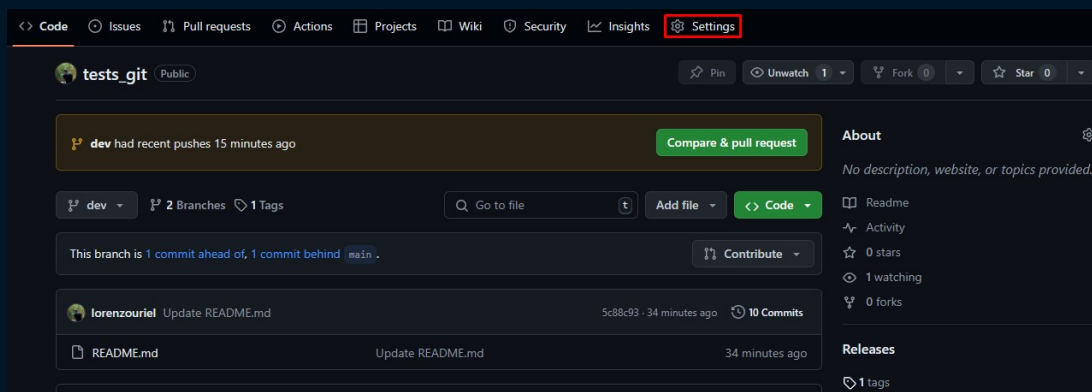 Code Issues Pull requests Actions Projects Wiki Security Insights Settings
tests_git Public Pin Unwatch 1 Fork 0 Star 0
dev had recent pushes 15 minutes ago Compare & pull request
About
No description, website, or topics provided.
dev 2 Branches 1 Tags Go to file t Add file Code
Readme
Activity
This branch is 1 commit ahead of, 1 commit behind main . Contribute
0 stars
1 watching
0 forks
lorenzouriel Update README.md 5c88c93 · 34 minutes ago 10 Commits
README.md Update README.md 34 minutes ago
Releases
1 tags